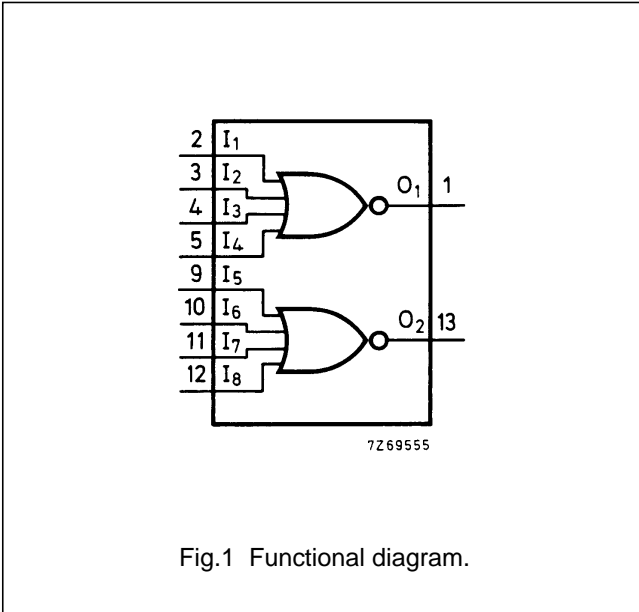 2 I1
3 I2
O1 1
4 I3
5 I4
9 I5
10 I6
O2 13
11 I7
12 I8
7Z69555
Fig.1 Functional diagram.